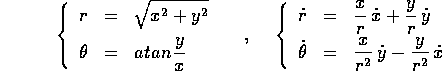 { r = √(x² + y²) , { ṙ = x/r ẋ + y/r ẏ
θ = atan y/x θ̇ = x/r² ẏ − y/r² ẋ